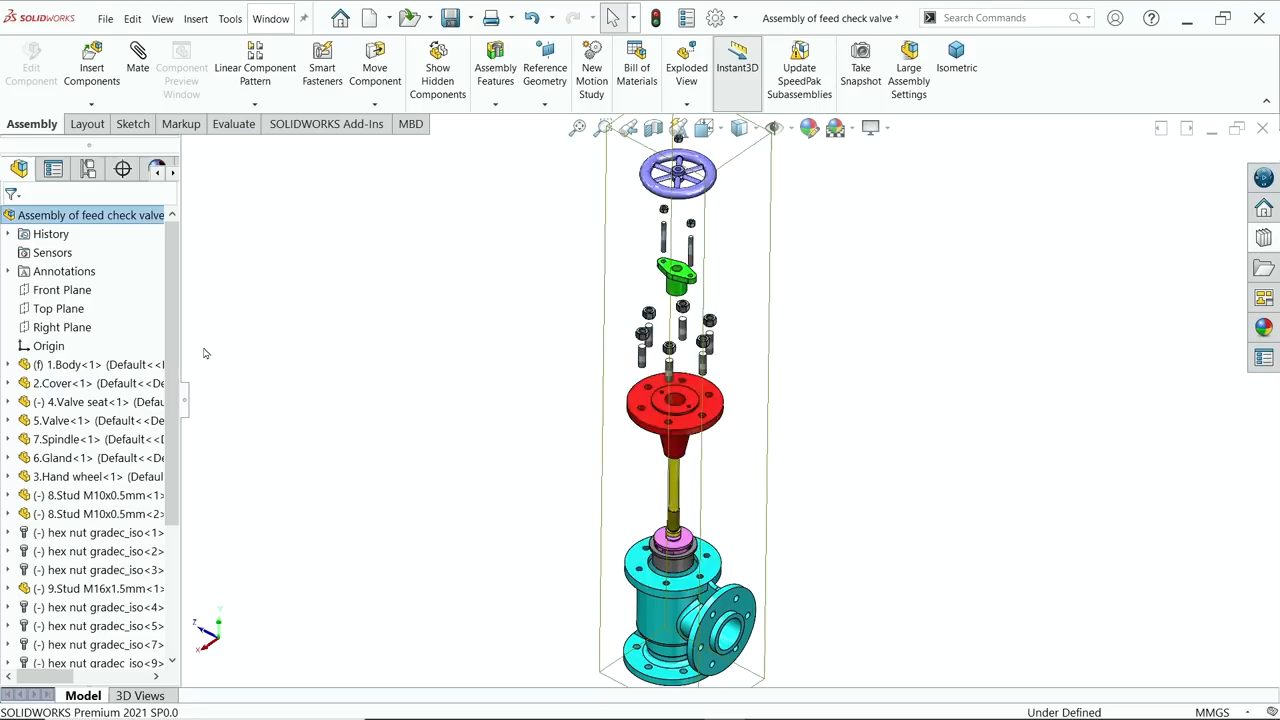 SOLIDWORKS File Edit View Insert Tools Window Assembly of feed check valve * Search Commands
Edit Component
Insert Components
Mate
Component Preview Window
Linear Component Pattern
Smart Fasteners
Move Component
Show Hidden Components
Assembly Features
Reference Geometry
New Motion Study
Bill of Materials
Exploded View
Instant3D
Update SpeedPak Subassemblies
Take Snapshot
Large Assembly Settings
Isometric
Assembly Layout Sketch Markup Evaluate SOLIDWORKS Add-Ins MBD
Assembly of feed check valve
History
Sensors
Annotations
Front Plane
Top Plane
Right Plane
Origin
(f) 1.Body<1> (Default<<
2.Cover<1> (Default<<De
(-) 4.Valve seat<1> (Defau
5.Valve<1> (Default<<De
7.Spindle<1> (Default<<D
6.Gland<1> (Default<<De
3.Hand wheel<1> (Defaul
(-) 8.Stud M10x0.5mm<1>
(-) 8.Stud M10x0.5mm<2>
(-) hex nut gradec_iso<1>
(-) hex nut gradec_iso<2>
(-) hex nut gradec_iso<3>
(-) 9.Stud M16x1.5mm<1>
(-) hex nut gradec_iso<4>
(-) hex nut gradec_iso<5>
(-) hex nut gradec_iso<7>
(-) hex nut gradec_iso<9>
Y
Z
X
Model 3D Views
SOLIDWORKS Premium 2021 SP0.0 Under Defined MMGS